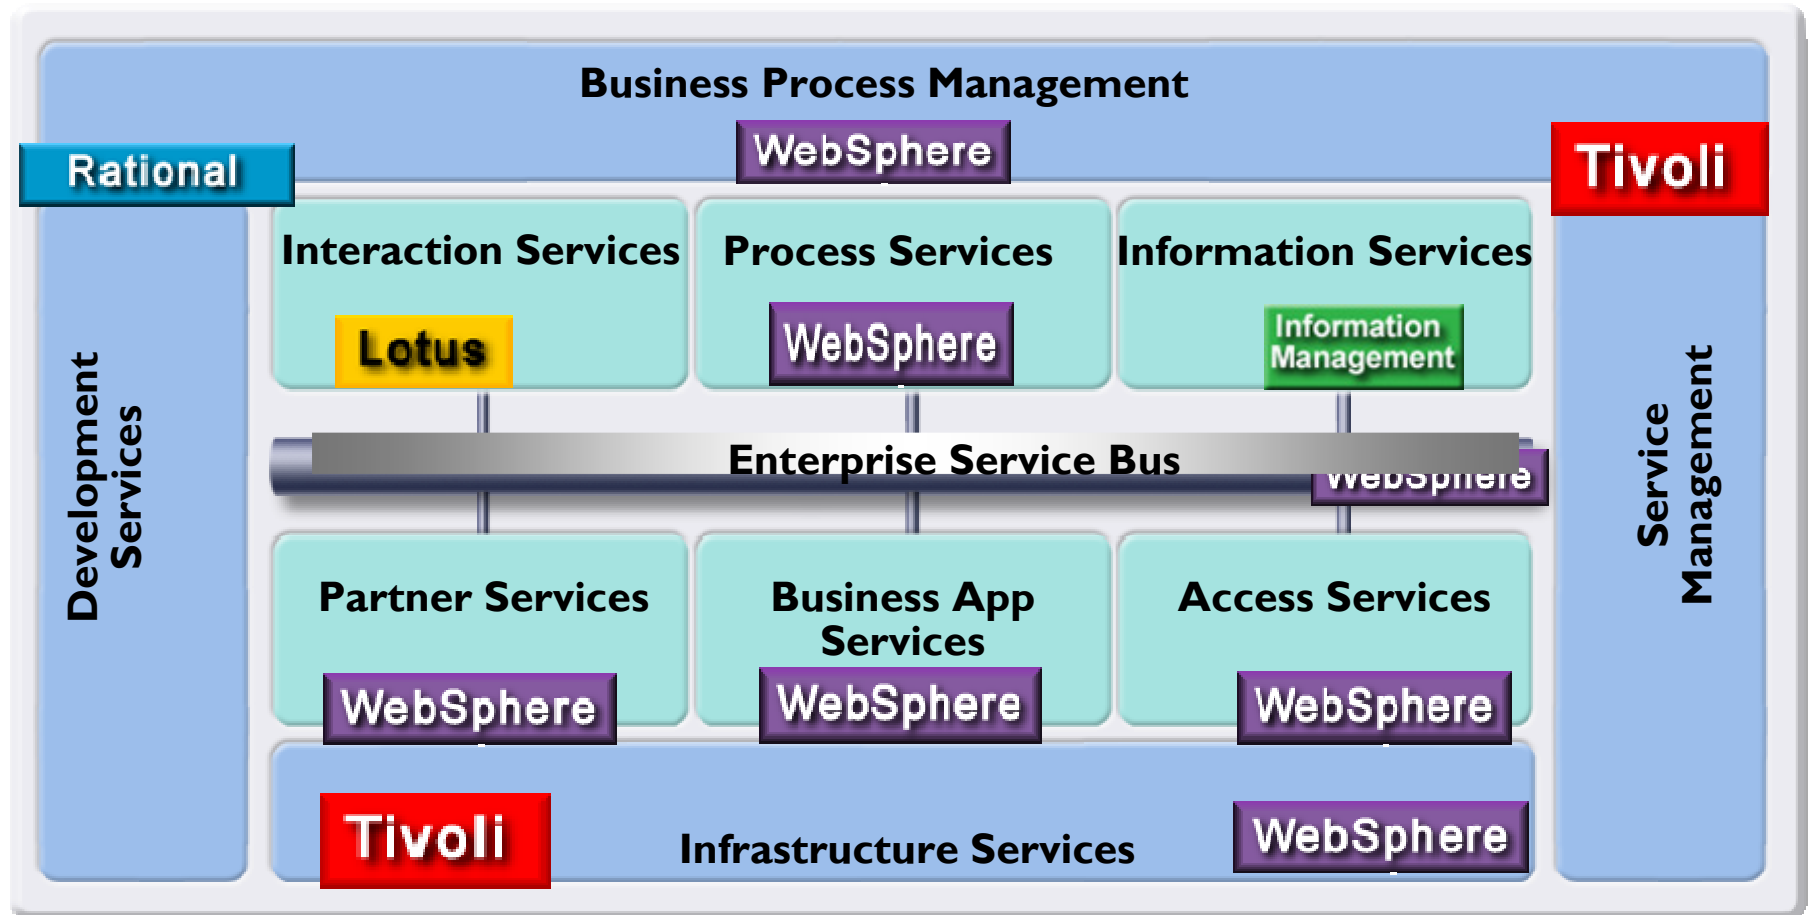 Business Process Management
WebSphere
Rational
Tivoli
Interaction Services
Process Services
Information Services
Lotus
WebSphere
Information
Management
Development
Services
Service
Management
Enterprise Service Bus
WebSphere
Partner Services
Business App
Services
Access Services
WebSphere
WebSphere
WebSphere
Tivoli
Infrastructure Services
WebSphere